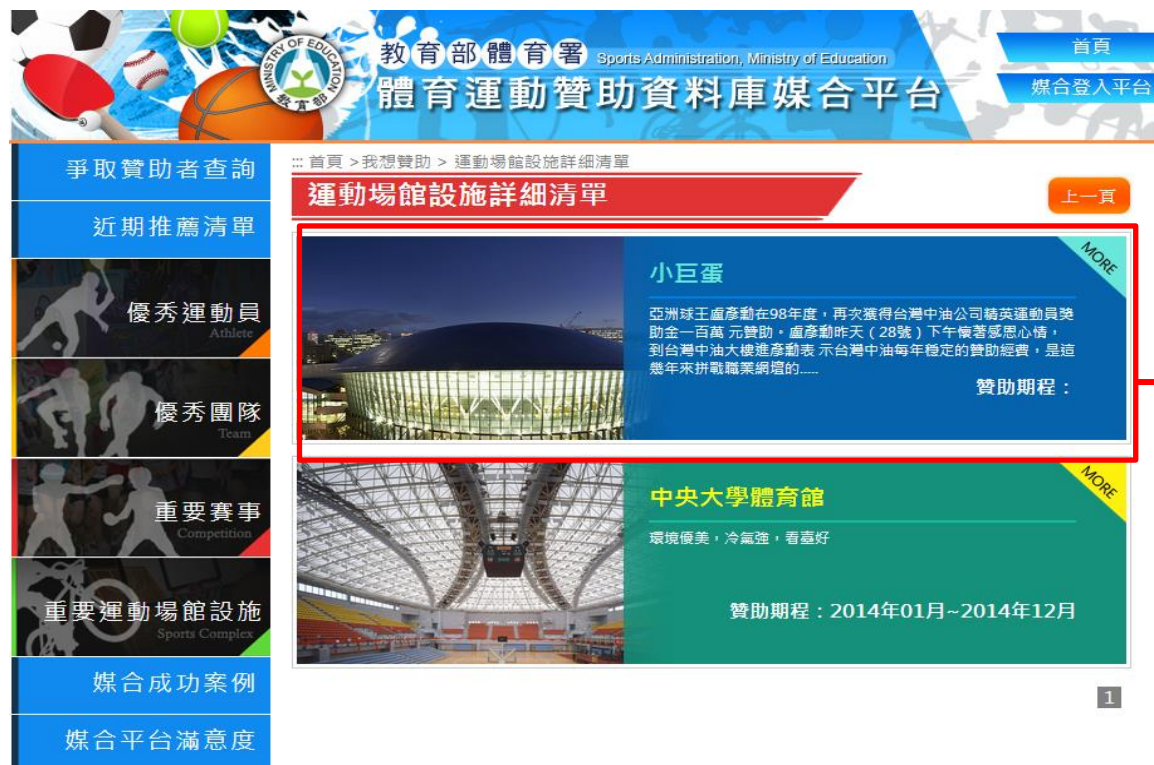 教育部體育署 Sports Administration, Ministry of Education
體育運動贊助資料庫媒合平台
MINISTRY OF EDUCATION
教育部
首頁
媒合登入平台
爭取贊助者查詢
近期推薦清單
優秀運動員
Athlete
優秀團隊
Team
重要賽事
Competition
重要運動場館設施
Sports Complex
媒合成功案例
媒合平台滿意度
::: 首頁 >我想贊助 > 運動場館設施詳細清單
運動場館設施詳細清單
上一頁
小巨蛋
MORE
亞洲球王盧彥勳在98年度，再次獲得台灣中油公司精英運動員獎
助金一百萬 元贊助。盧彥勳昨天（28號）下午懷著感恩心情，
到台灣中油大樓進彥勳表 示台灣中油每年穩定的贊助經費，是這
幾年來拼戰職業網壇的.....
贊助期程：
中央大學體育館
MORE
環境優美，冷氣強，看臺好
贊助期程：2014年01月~2014年12月
1